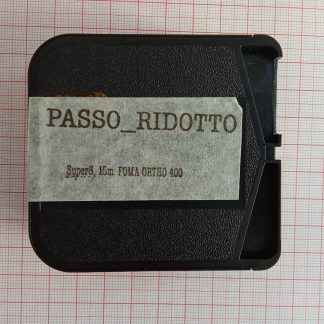 PASSO_RIDOTTO
Super8, 15m. FOMA ORTHO 400